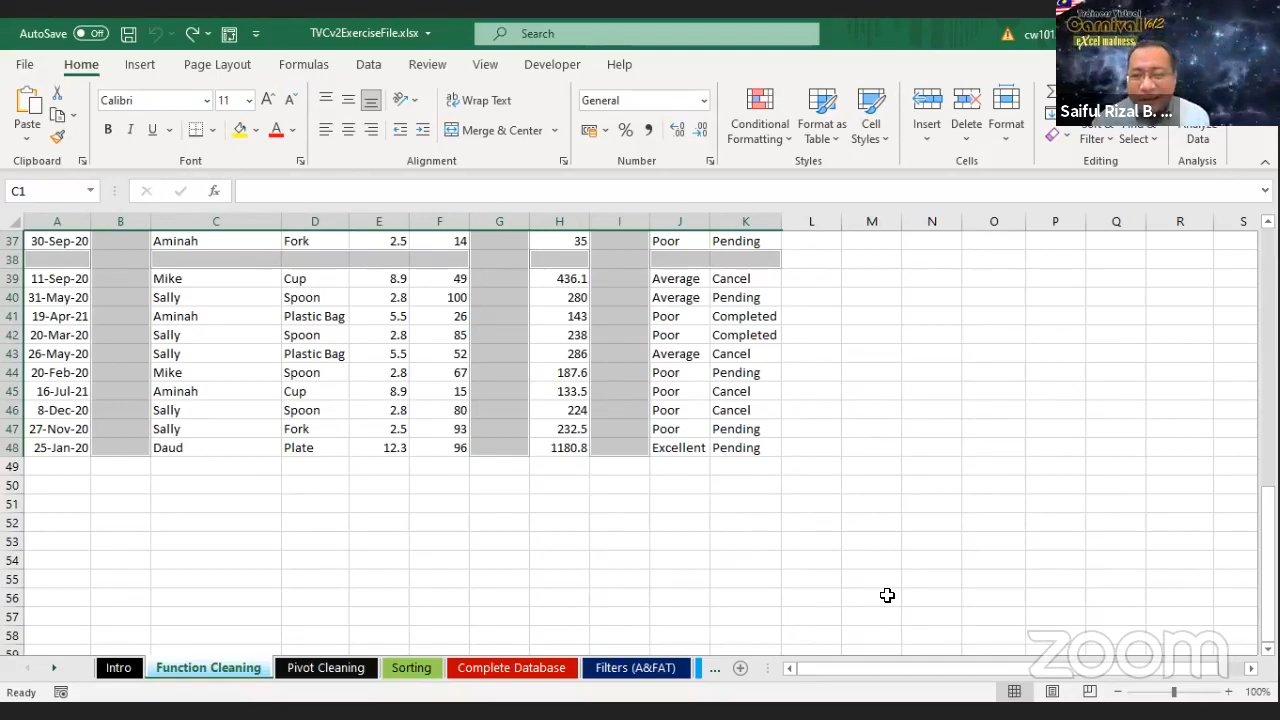 AutoSave Off TVCv2ExerciseFile.xlsx Search cw101
Trainers Virtual
Carnival Vol2
eXcel madness
Saiful Rizal B. ...
File Home Insert Page Layout Formulas Data Review View Developer Help
Paste Calibri 11 A A Wrap Text General Conditional Formatting Format as Table Cell Styles Insert Delete Format Filter Select Data
B I U A Merge & Center % 9
Clipboard Font Alignment Number Styles Cells Editing Analysis
C1 fx
A B C D E F G H I J K L M N O P Q R S
37 30-Sep-20 Aminah Fork 2.5 14 35 Poor Pending
38
39 11-Sep-20 Mike Cup 8.9 49 436.1 Average Cancel
40 31-May-20 Sally Spoon 2.8 100 280 Average Pending
41 19-Apr-21 Aminah Plastic Bag 5.5 26 143 Poor Completed
42 20-Mar-20 Sally Spoon 2.8 85 238 Poor Completed
43 26-May-20 Sally Plastic Bag 5.5 52 286 Average Cancel
44 20-Feb-20 Mike Spoon 2.8 67 187.6 Poor Pending
45 16-Jul-21 Aminah Cup 8.9 15 133.5 Poor Cancel
46 8-Dec-20 Sally Spoon 2.8 80 224 Poor Cancel
47 27-Nov-20 Sally Fork 2.5 93 232.5 Poor Pending
48 25-Jan-20 Daud Plate 12.3 96 1180.8 Excellent Pending
49
50
51
52
53
54
55
56
57
58
zoom
Intro Function Cleaning Pivot Cleaning Sorting Complete Database Filters (A&FAT) ...
Ready 100%